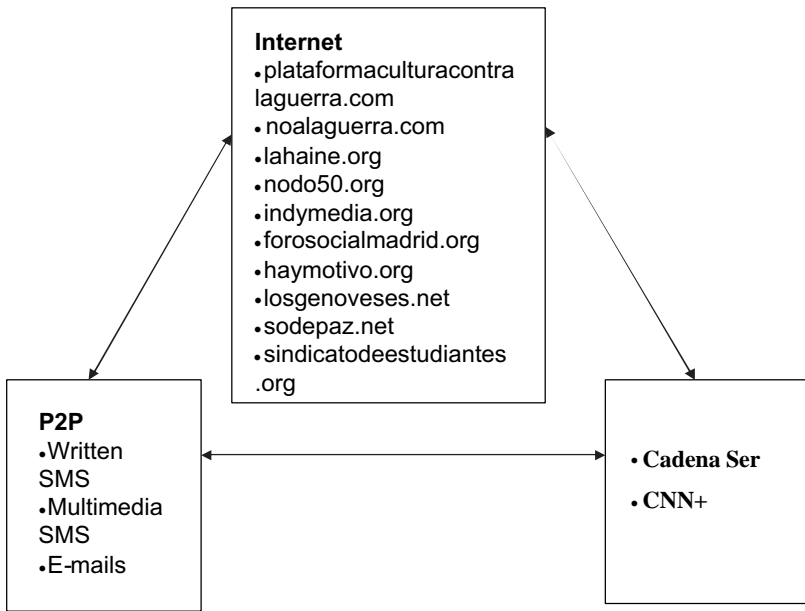 Internet
•plataformaculturacontra
laguerra.com
• noalaguerra.com
•lahaine.org
•nodo50.org
•indymedia.org
•forosocialmadrid.org
•haymotivo.org
•losgenoveses.net
•sodepaz.net
•sindicatodeestudiantes
.org
P2P
•Written
SMS
•Multimedia
SMS
•E-mails
• Cadena Ser
• CNN+